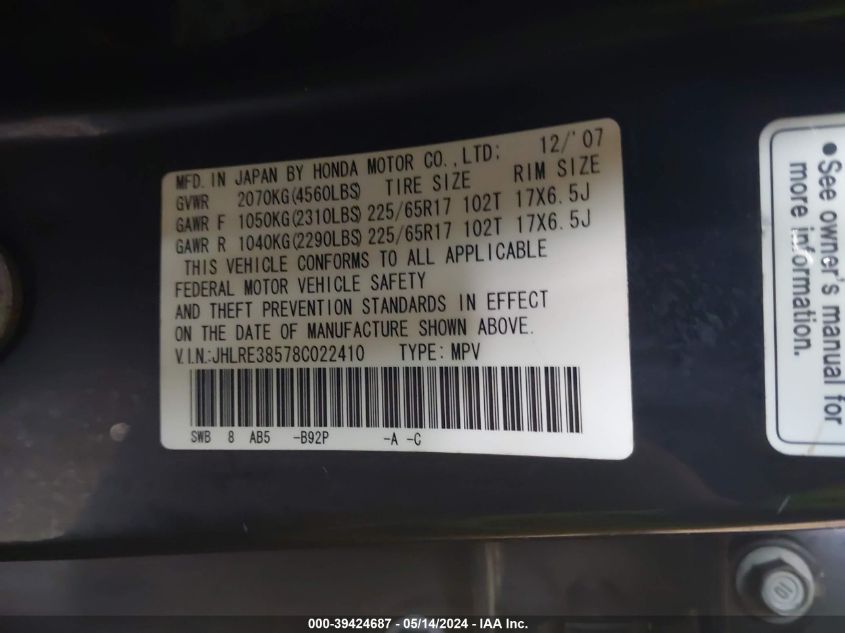 MFD. IN JAPAN BY HONDA MOTOR CO., LTD: 12/'07
GVWR 2070KG(4560LBS) TIRE SIZE RIM SIZE
GAWR F 1050KG(2310LBS) 225/65R17 102T 17X6.5J
GAWR R 1040KG(2290LBS) 225/65R17 102T 17X6.5J
THIS VEHICLE CONFORMS TO ALL APPLICABLE
FEDERAL MOTOR VEHICLE SAFETY
AND THEFT PREVENTION STANDARDS IN EFFECT
ON THE DATE OF MANUFACTURE SHOWN ABOVE.
V.I.N.:JHLRE38578C022410 TYPE: MPV
SWB 8 AB5 -B92P -A -C
• See owner's manual for
more information.
10
000-39424687 - 05/14/2024 - IAA Inc.